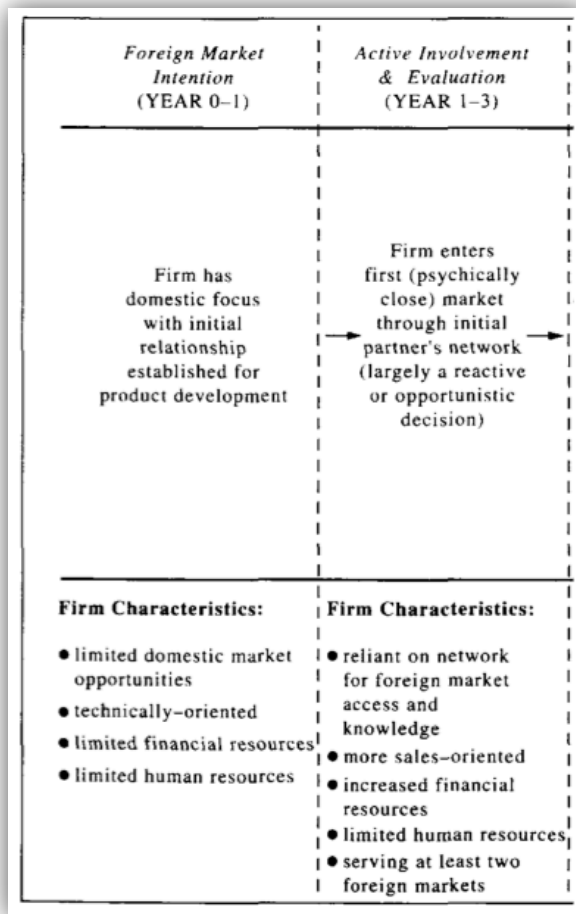 Foreign Market
Intention
(YEAR 0–1)
Active Involvement
& Evaluation
(YEAR 1–3)
Firm has
domestic focus
with initial
relationship
established for
product development
Firm enters
first (psychically
close) market
through initial
partner's network
(largely a reactive
or opportunistic
decision)
Firm Characteristics:
● limited domestic market
opportunities
● technically–oriented
● limited financial resources
● limited human resources
Firm Characteristics:
● reliant on network
for foreign market
access and
knowledge
● more sales–oriented
● increased financial
resources
● limited human resources
● serving at least two
foreign markets